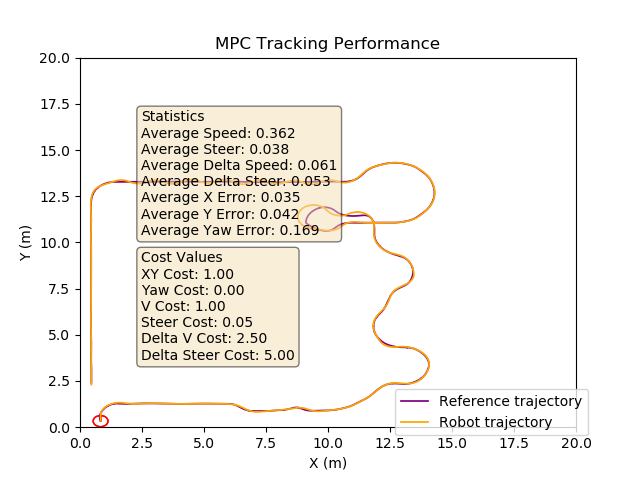 MPC Tracking Performance
20.0
17.5
15.0
12.5
10.0
7.5
5.0
2.5
0.0
Y (m)
Statistics
Average Speed: 0.362
Average Steer: 0.038
Average Delta Speed: 0.061
Average Delta Steer: 0.053
Average X Error: 0.035
Average Y Error: 0.042
Average Yaw Error: 0.169
Cost Values
XY Cost: 1.00
Yaw Cost: 0.00
V Cost: 1.00
Steer Cost: 0.05
Delta V Cost: 2.50
Delta Steer Cost: 5.00
Reference trajectory
Robot trajectory
0.0 2.5 5.0 7.5 10.0 12.5 15.0 17.5 20.0
X (m)